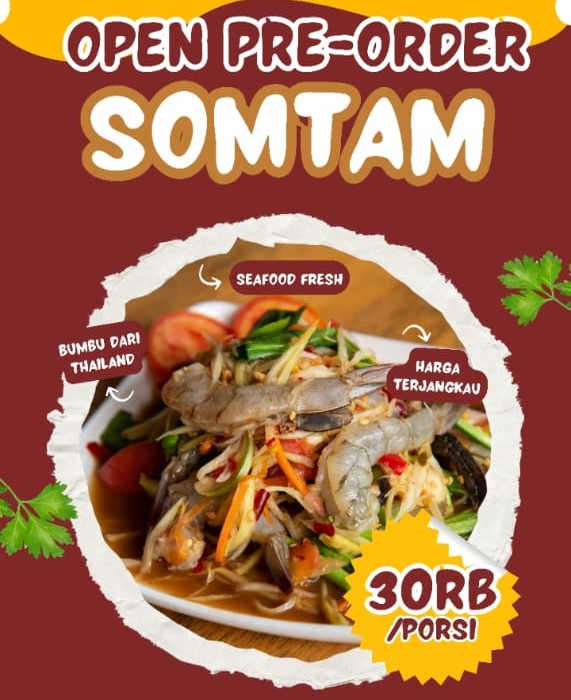 OPEN PRE-ORDER
SOMTAM
SEAFOOD FRESH
BUMBU DARI
THAILAND
HARGA
TERJANGKAU
30RB
/PORSI